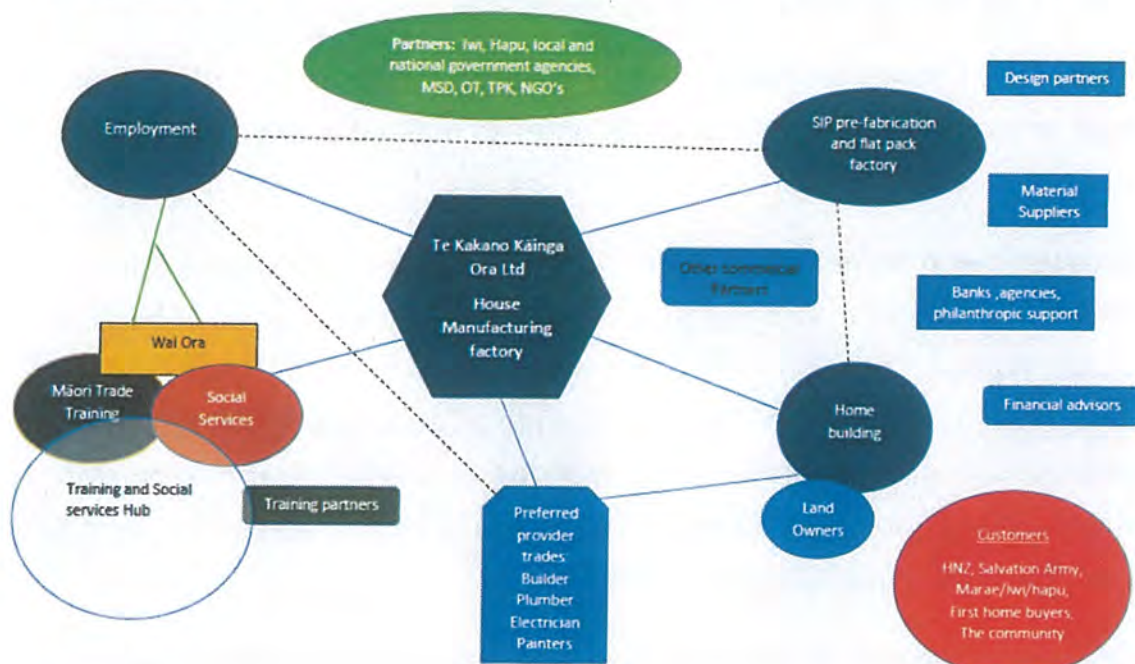 Partners: Iwi, Hapu, local and
national government agencies,
MSD, OT, TPK, NGO's
Design partners
Employment
SIP pre-fabrication
and flat pack
factory
Material
Suppliers
Te Kakano Kāinga
Ora Ltd
House
Manufacturing
factory
Other commercial
Partners
Banks ,agencies,
philanthropic support
Wai Ora
Māori Trade
Training
Social
Services
Home
building
Financial advisors
Training and Social
services Hub
Training partners
Preferred
provider
trades:
Builder
Plumber
Electrician
Painters
Land
Owners
Customers
HNZ, Salvation Army,
Marae/Iwi/hapu,
First home buyers,
The community